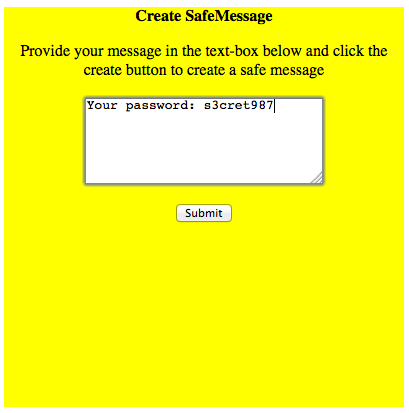 Create SafeMessage
Provide your message in the text-box below and click the
create button to create a safe message
Your password: s3cret987
Submit